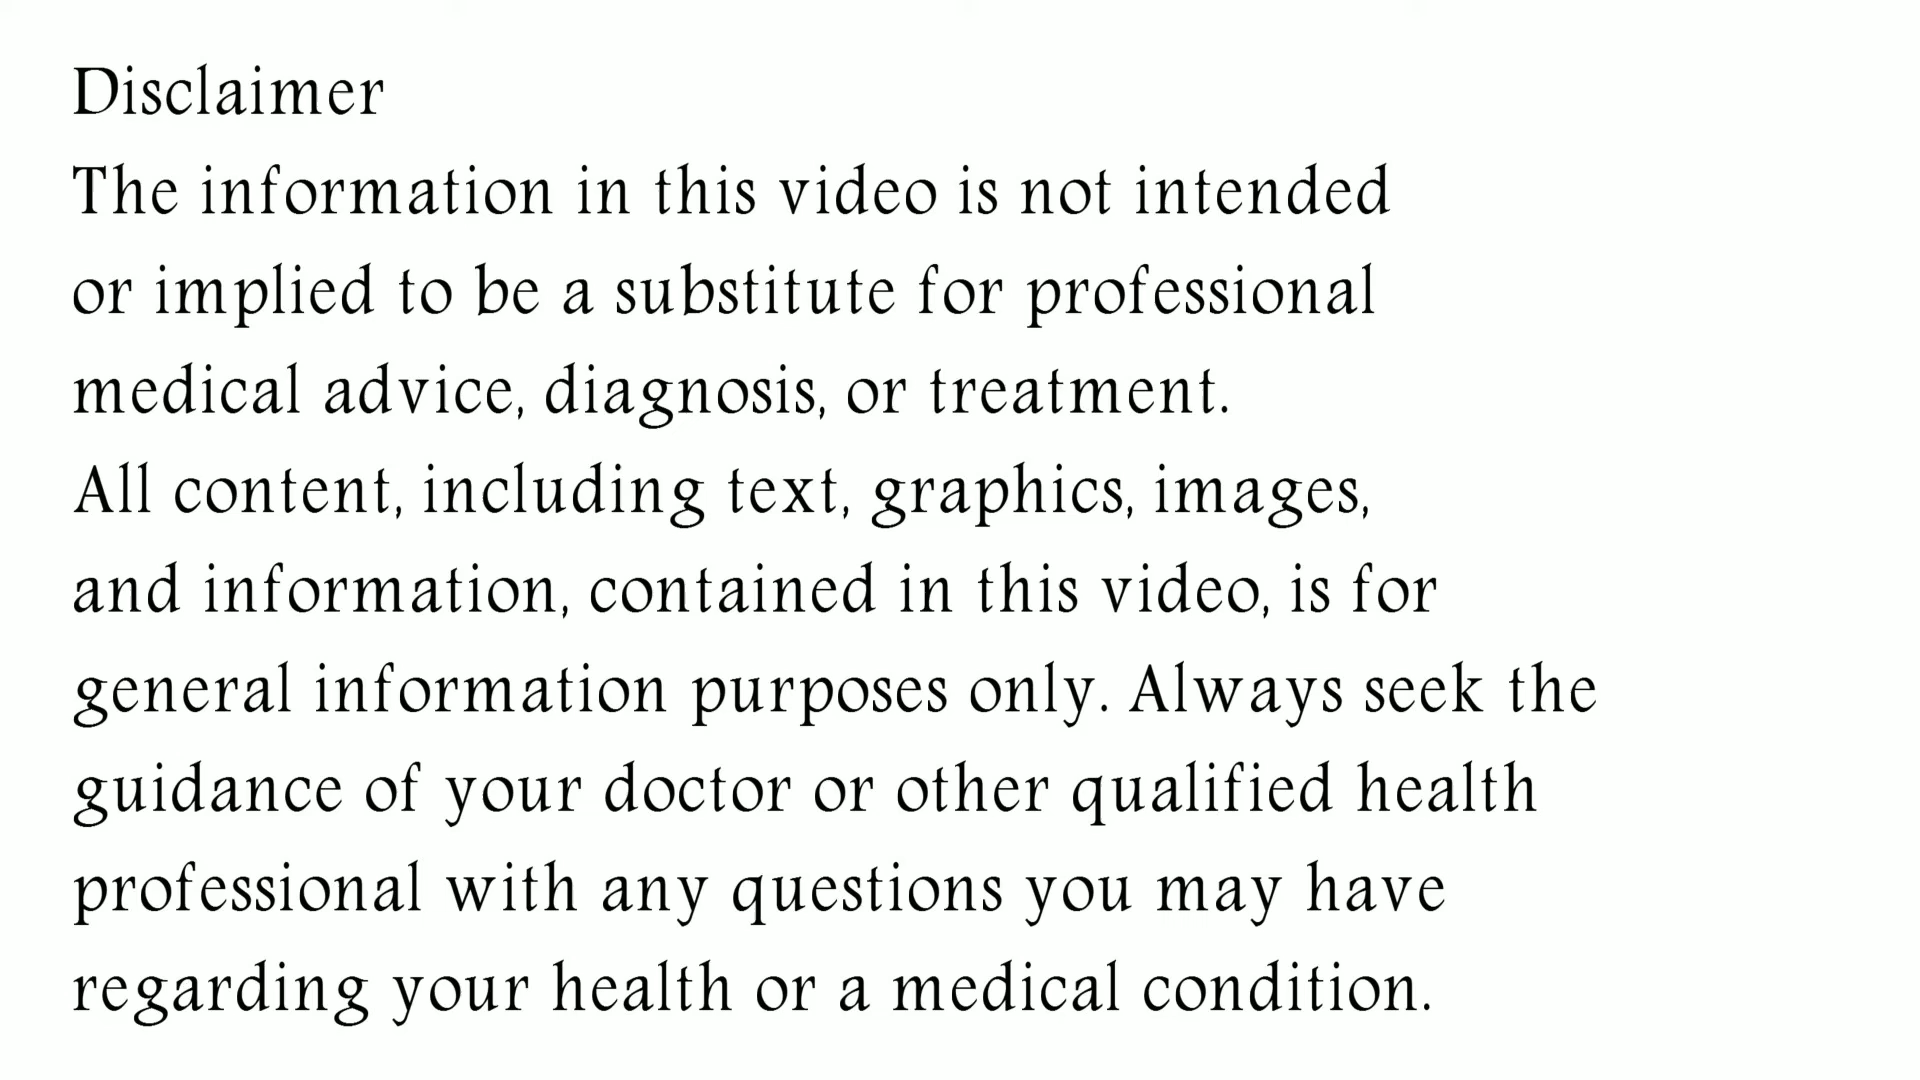 Disclaimer
The information in this video is not intended
or implied to be a substitute for professional
medical advice, diagnosis, or treatment.
All content, including text, graphics, images,
and information, contained in this video, is for
general information purposes only. Always seek the
guidance of your doctor or other qualified health
professional with any questions you may have
regarding your health or a medical condition.